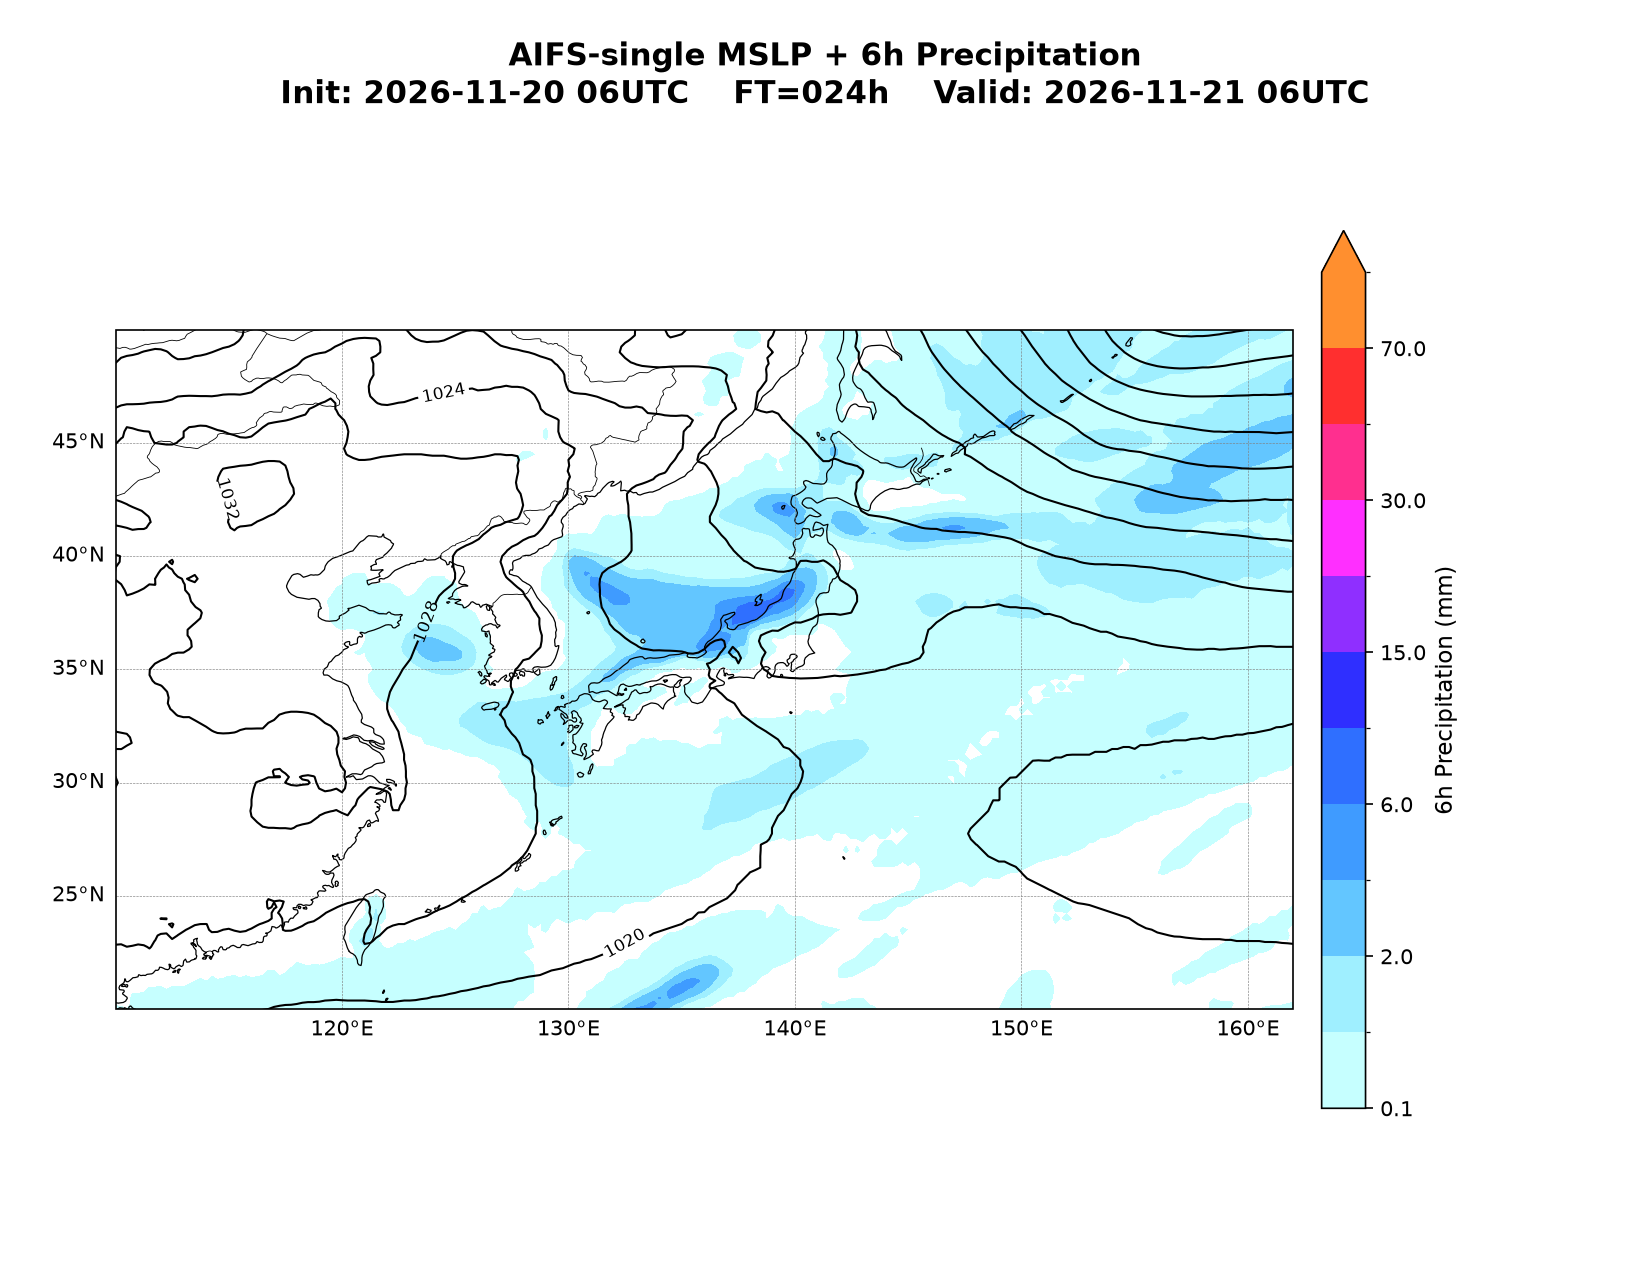 AIFS-single MSLP + 6h Precipitation
Init: 2026-11-20 06UTC    FT=024h    Valid: 2026-11-21 06UTC
70.0
30.0
15.0
6.0
2.0
0.1
6h Precipitation (mm)
45°N
40°N
35°N
30°N
25°N
120°E
130°E
140°E
150°E
160°E
1024
1032
1028
1020